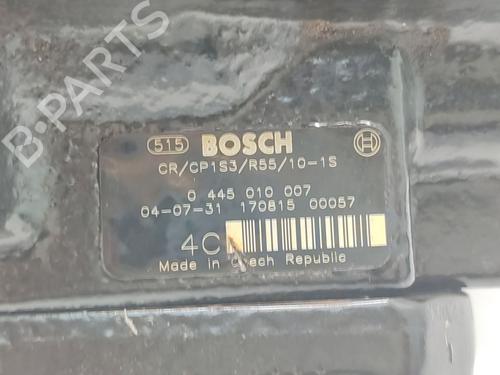 B-PARTS
515 BOSCH
CR/CP1S3/R55/10-1S
0 445 010 007
04-07-31 170815 00057
4C
Made in Czech Republic